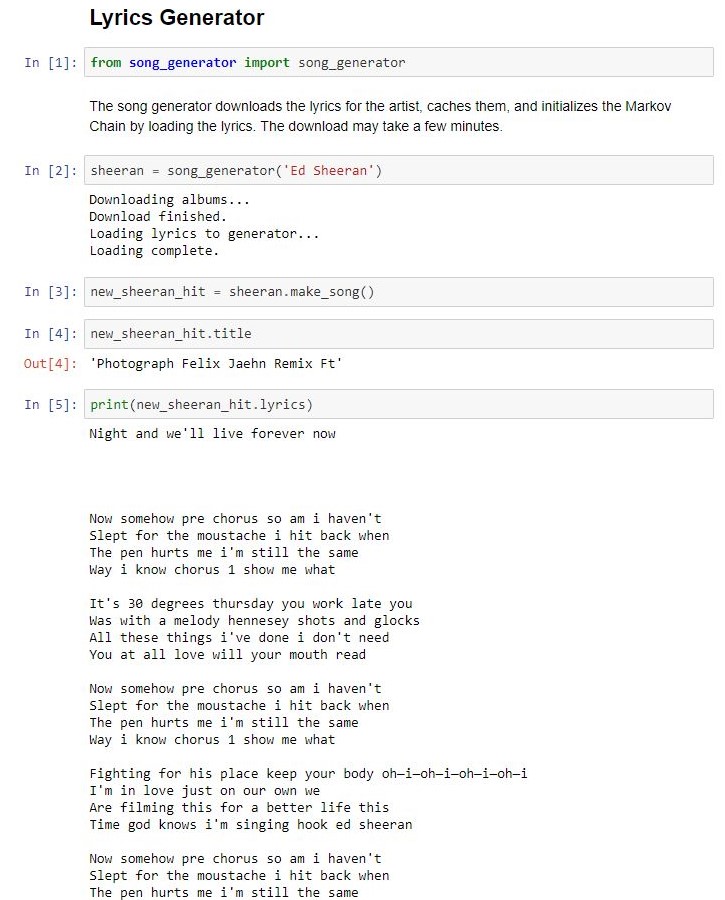 Lyrics Generator
In [1]: from song_generator import song_generator
The song generator downloads the lyrics for the artist, caches them, and initializes the Markov
Chain by loading the lyrics. The download may take a few minutes.
In [2]: sheeran = song_generator('Ed Sheeran')
Downloading albums...
Download finished.
Loading lyrics to generator...
Loading complete.
In [3]: new_sheeran_hit = sheeran.make_song()
In [4]: new_sheeran_hit.title
Out[4]: 'Photograph Felix Jaehn Remix Ft'
In [5]: print(new_sheeran_hit.lyrics)
Night and we'll live forever now
Now somehow pre chorus so am i haven't
Slept for the moustache i hit back when
The pen hurts me i'm still the same
Way i know chorus 1 show me what
It's 30 degrees thursday you work late you
Was with a melody hennesey shots and glocks
All these things i've done i don't need
You at all love will your mouth read
Now somehow pre chorus so am i haven't
Slept for the moustache i hit back when
The pen hurts me i'm still the same
Way i know chorus 1 show me what
Fighting for his place keep your body oh—i—oh—i—oh—i—oh—i
I'm in love just on our own we
Are filming this for a better life this
Time god knows i'm singing hook ed sheeran
Now somehow pre chorus so am i haven't
Slept for the moustache i hit back when
The pen hurts me i'm still the same